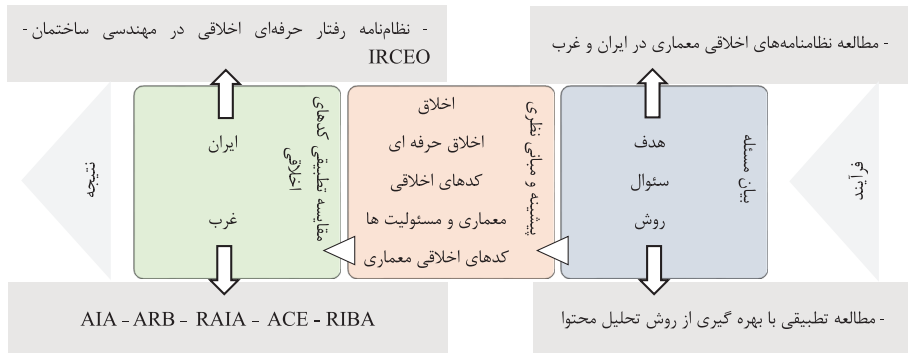 - مطالعه نظامنامه‌های اخلاقی معماری در ایران و غرب
- نظام‌نامه رفتار حرفه‌ای اخلاقی در مهندسی ساختمان -
IRCEO
فرآیند
بیان مسئله
هدف
سئوال
روش
پیشینه و مبانی نظری
اخلاق
اخلاق حرفه ای
کدهای اخلاقی
معماری و مسئولیت ها
کدهای اخلاقی معماری
مقایسه تطبیقی کدهای
اخلاقی
ایران
غرب
نتیجه
- مطالعه تطبیقی با بهره گیری از روش تحلیل محتوا
AIA – ARB – RAIA – ACE - RIBA